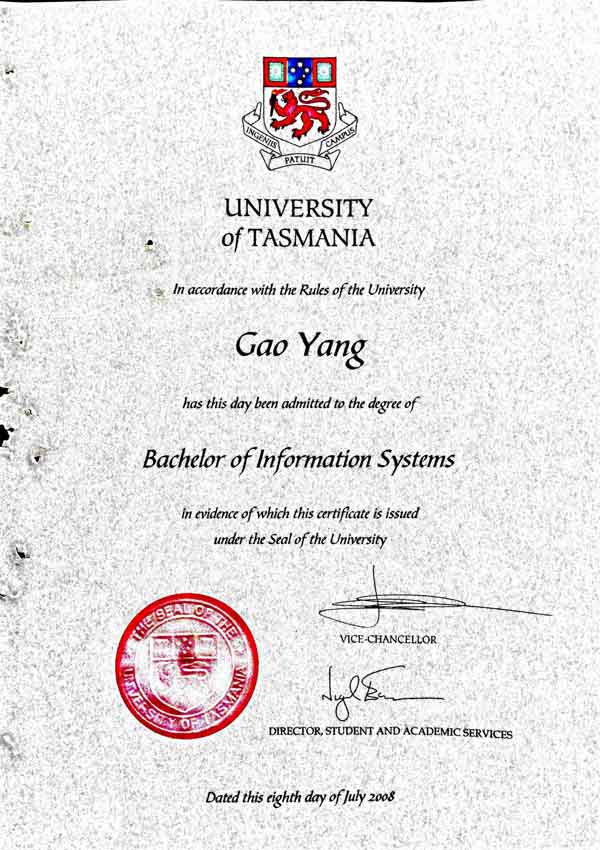 INGENIIS PATUIT CAMPUS
UNIVERSITY
of TASMANIA
In accordance with the Rules of the University
Gao Yang
has this day been admitted to the degree of
Bachelor of Information Systems
in evidence of which this certificate is issued
under the Seal of the University
VICE-CHANCELLOR
THE SEAL OF THE UNIVERSITY OF TASMANIA
DIRECTOR, STUDENT AND ACADEMIC SERVICES
Dated this eighth day of July 2008